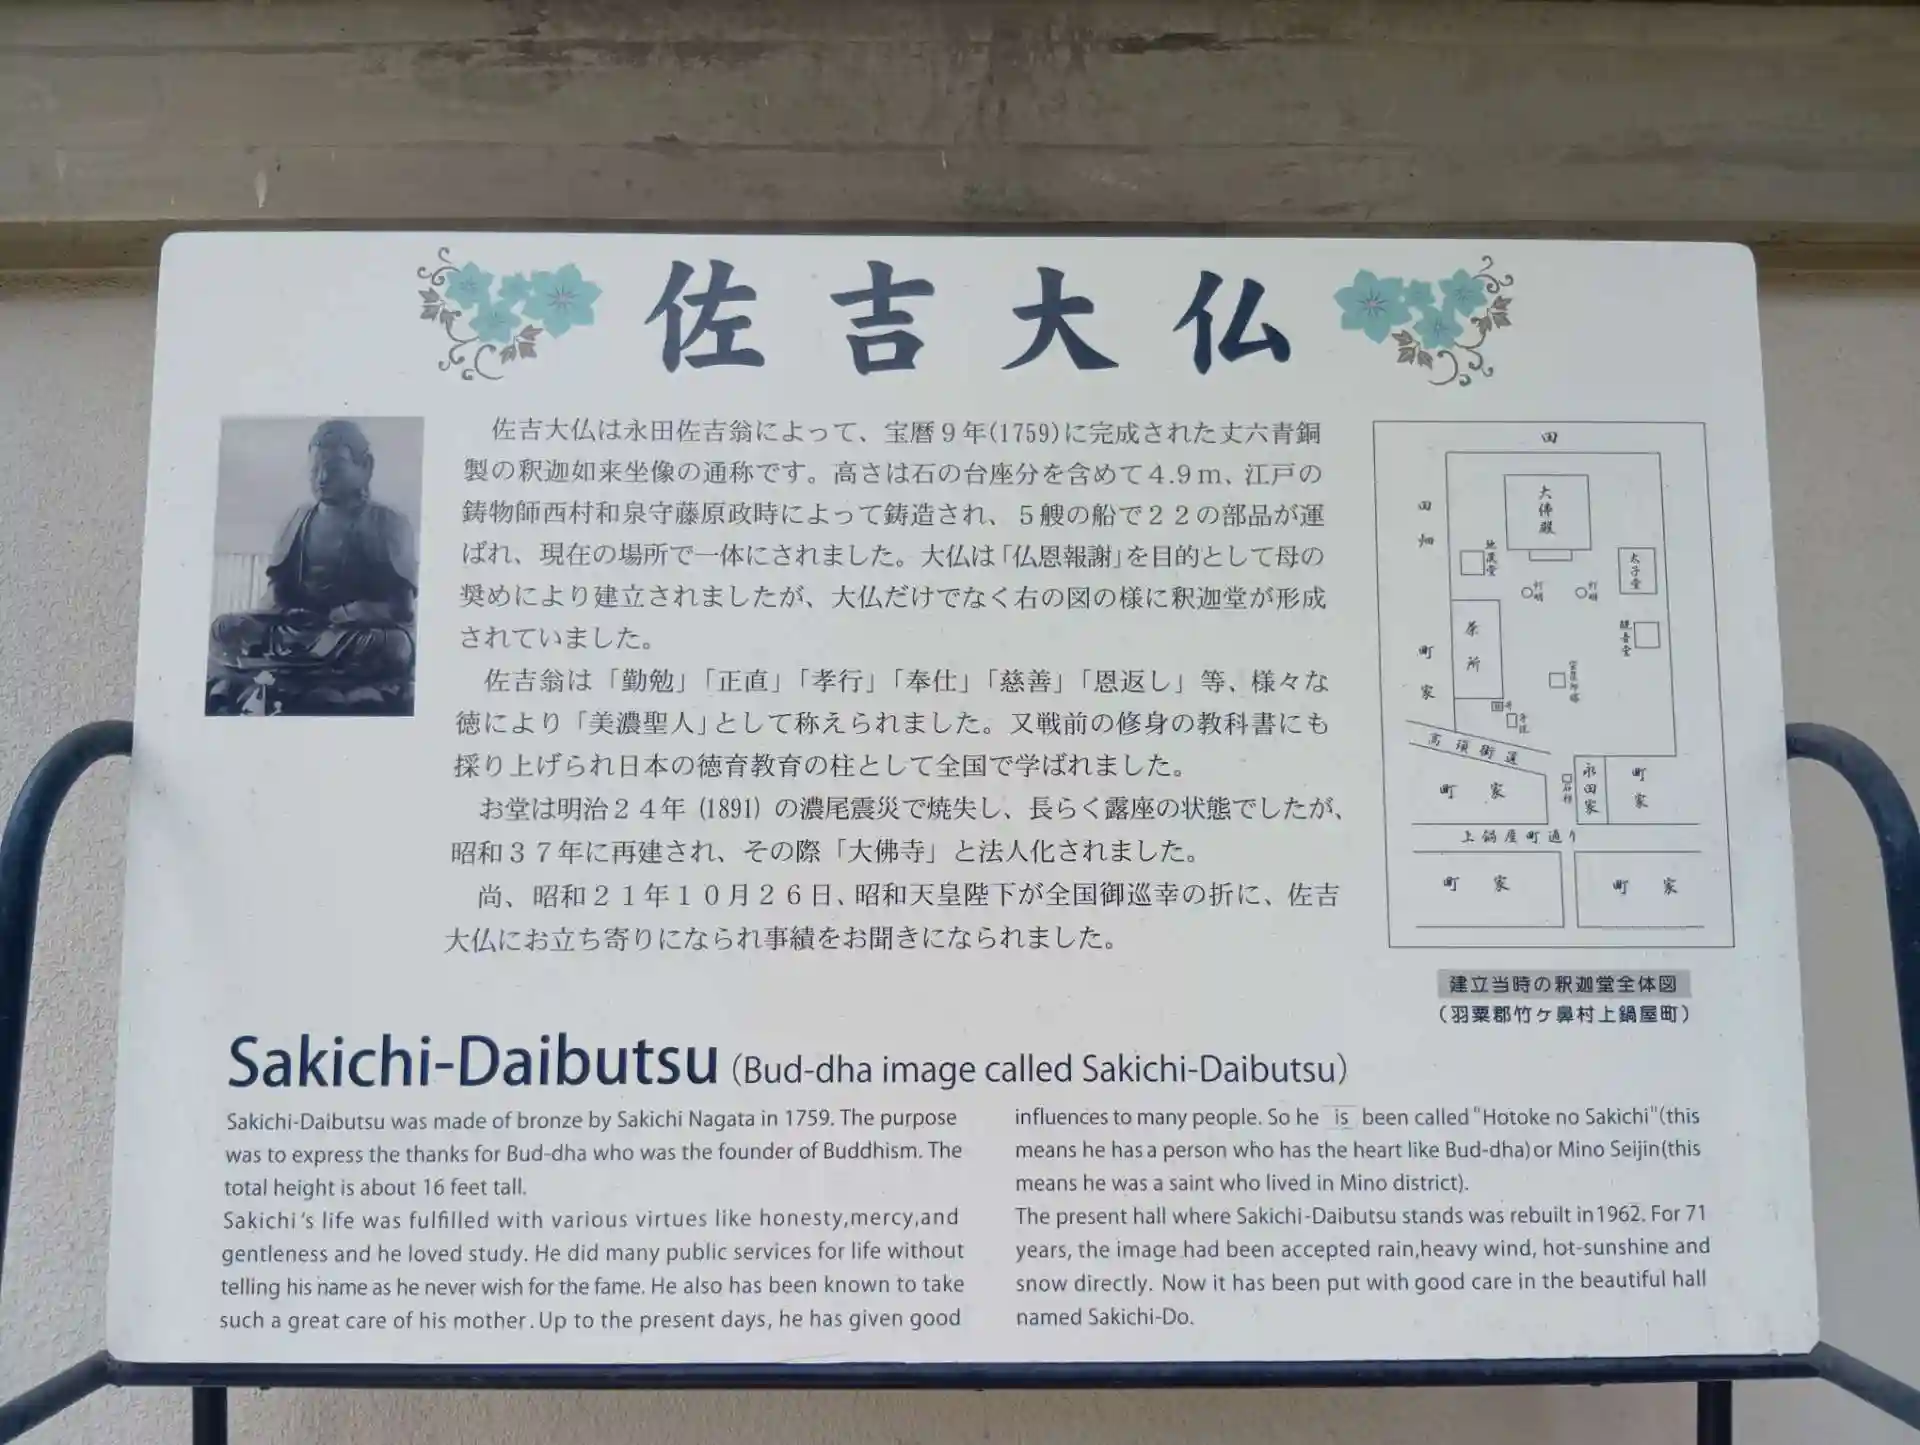 佐吉大仏
佐吉大仏は永田佐吉翁によって、宝暦9年(1759)に完成された丈六青銅
製の釈迦如来坐像の通称です。高さは石の台座分を含めて4.9m、江戸の
鋳物師西村和泉守藤原政時によって鋳造され、5艘の船で22の部品が運
ばれ、現在の場所で一体にされました。大仏は「仏恩報謝」を目的として母の
奨めにより建立されましたが、大仏だけでなく右の図の様に釈迦堂が形成
されていました。
佐吉翁は「勤勉」「正直」「孝行」「奉仕」「慈善」「恩返し」等、様々な
徳により「美濃聖人」として称えられました。又戦前の修身の教科書にも
採り上げられ日本の徳育教育の柱として全国で学ばれました。
お堂は明治24年(1891)の濃尾震災で焼失し、長らく露座の状態でしたが、
昭和37年に再建され、その際「大佛寺」と法人化されました。
尚、昭和21年10月26日、昭和天皇陛下が全国御巡幸の折に、佐吉
大仏にお立ち寄りになられ事績をお聞きになられました。
田
大佛殿
田畑
地蔵堂
太子堂
灯明
灯明
茶所
観音堂
町家
高須街道
永田家
町家
町家
上鍋屋町通り
町家
町家
建立当時の釈迦堂全体図
(羽粟郡竹ヶ鼻村上鍋屋町)
Sakichi-Daibutsu (Bud-dha image called Sakichi-Daibutsu)
Sakichi-Daibutsu was made of bronze by Sakichi Nagata in 1759. The purpose
was to express the thanks for Bud-dha who was the founder of Buddhism. The
total height is about 16 feet tall.
Sakichi's life was fulfilled with various virtues like honesty,mercy,and
gentleness and he loved study. He did many public services for life without
telling his name as he never wish for the fame. He also has been known to take
such a great care of his mother. Up to the present days, he has given good
influences to many people. So he is been called "Hotoke no Sakichi"(this
means he has a person who has the heart like Bud-dha)or Mino Seijin(this
means he was a saint who lived in Mino district).
The present hall where Sakichi-Daibutsu stands was rebuilt in1962. For 71
years, the image had been accepted rain,heavy wind, hot-sunshine and
snow directly. Now it has been put with good care in the beautiful hall
named Sakichi-Do.